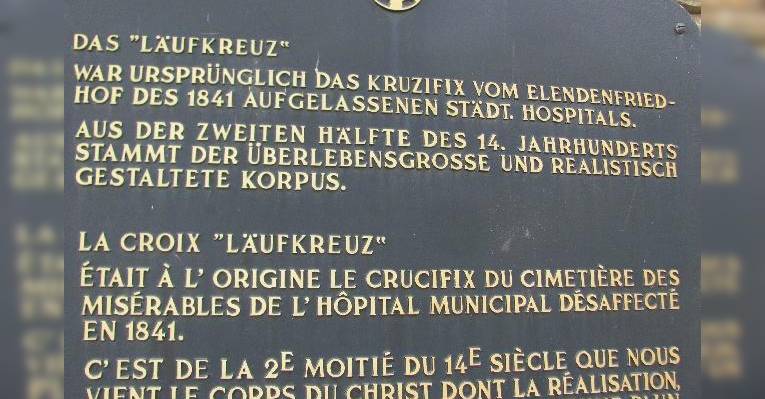 DAS "LÄUFKREUZ"
WAR URSPRÜNGLICH DAS KRUZIFIX VOM ELENDENFRIED-
HOF DES 1841 AUFGELASSENEN STÄDT. HOSPITALS.
AUS DER ZWEITEN HÄLFTE DES 14. JAHRHUNDERTS
STAMMT DER ÜBERLEBENSGROSSE UND REALISTISCH
GESTALTETE KORPUS.
LA CROIX "LÄUFKREUZ"
ÉTAIT À L' ORIGINE LE CRUCIFIX DU CIMETIÈRE DES
MISÉRABLES DE L'HÔPITAL MUNICIPAL DÉSAFFECTÉ
EN 1841.
C'EST DE LA 2E MOITIÉ DU 14E SIÈCLE QUE NOUS
VIENT LE CORPS DU CHRIST DONT LA RÉALISATION,